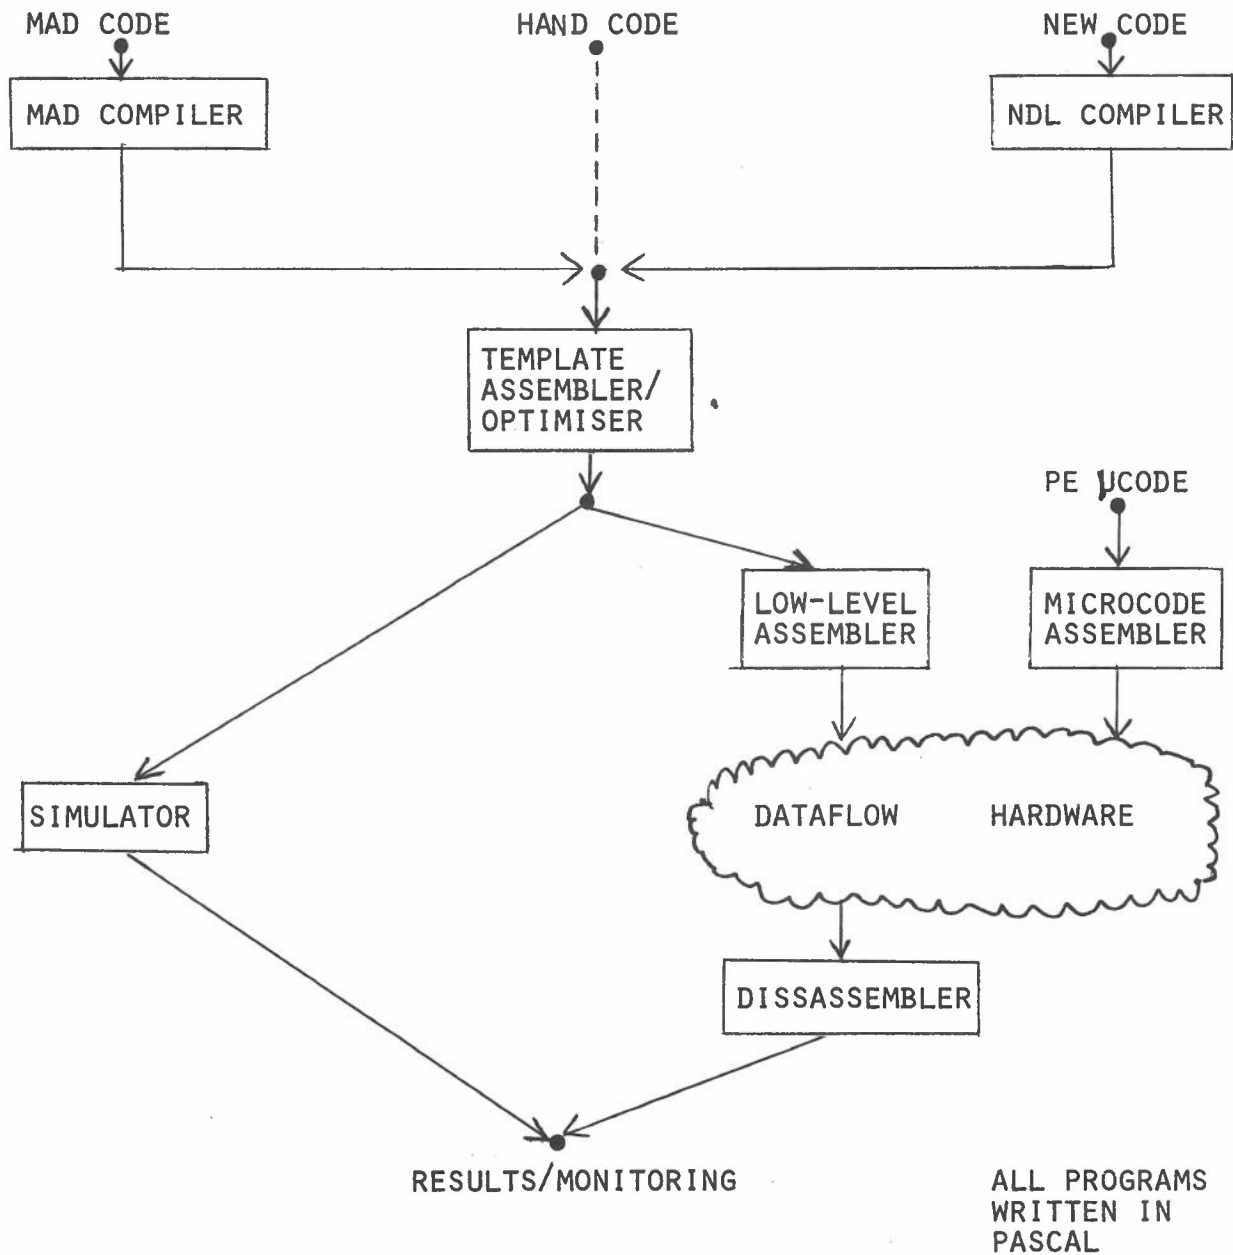 MAD CODE
HAND CODE
NEW CODE
MAD COMPILER
NDL COMPILER
TEMPLATE
ASSEMBLER/
OPTIMISER
PE μCODE
LOW-LEVEL
ASSEMBLER
MICROCODE
ASSEMBLER
SIMULATOR
DATAFLOW HARDWARE
DISSASSEMBLER
RESULTS/MONITORING
ALL PROGRAMS
WRITTEN IN
PASCAL